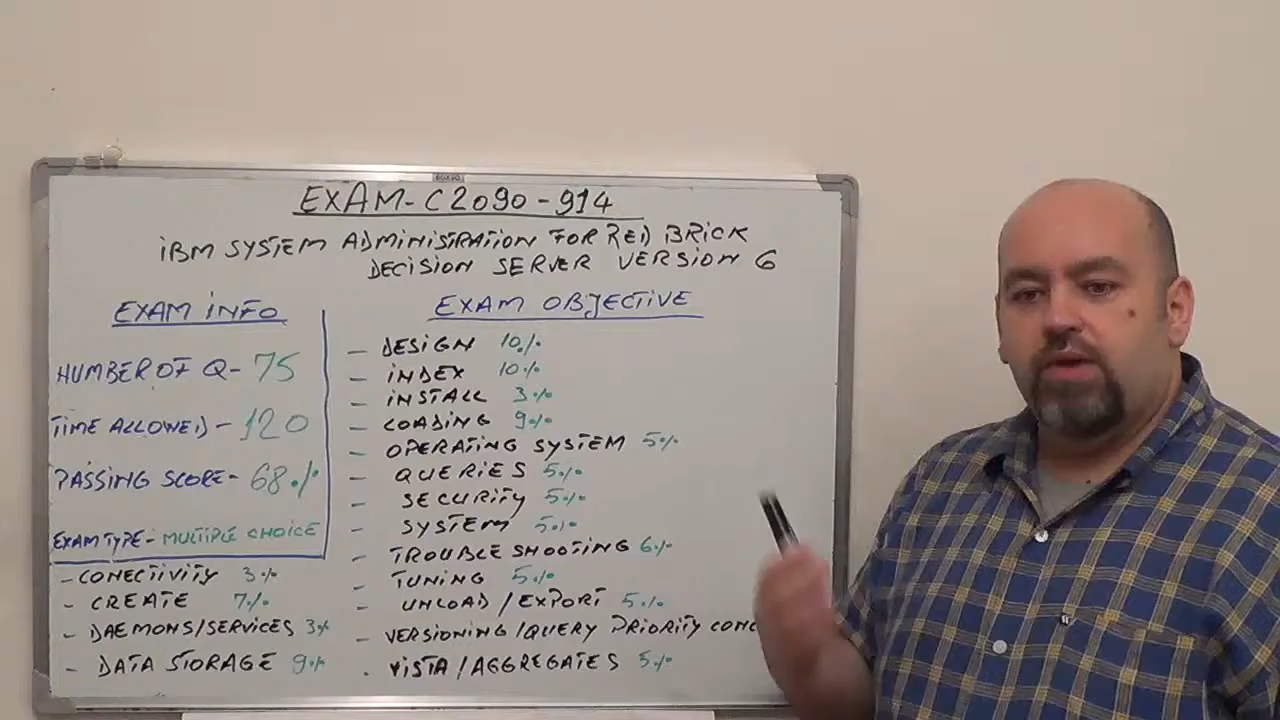 EXAM-C2090-914
IBM SYSTEM ADMINISTRATION FOR RED BRICK
DECISION SERVER VERSION 6
EXAM INFO
NUMBER OF Q- 75
TIME ALLOWED - 120
PASSING SCORE- 68%
EXAM TYPE- MULTIPLE CHOICE
- CONECTIVITY 3%
- CREATE 7%
- DAEMONS/SERVICES 3%
- DATA STORAGE 9%
EXAM OBJECTIVE
- DESIGN 10%
- INDEX 10%
- INSTALL 3%
- LOADING 9%
- OPERATING SYSTEM 5%
- QUERIES 5%
- SECURITY 5%
- SYSTEM 5%
- TROUBLE SHOOTING 6%
- TUNING 5%
- UNLOAD/EXPORT 5%
- VERSIONING/QUERY PRIORITY CONC
- VISTA/AGGREGATES 5%